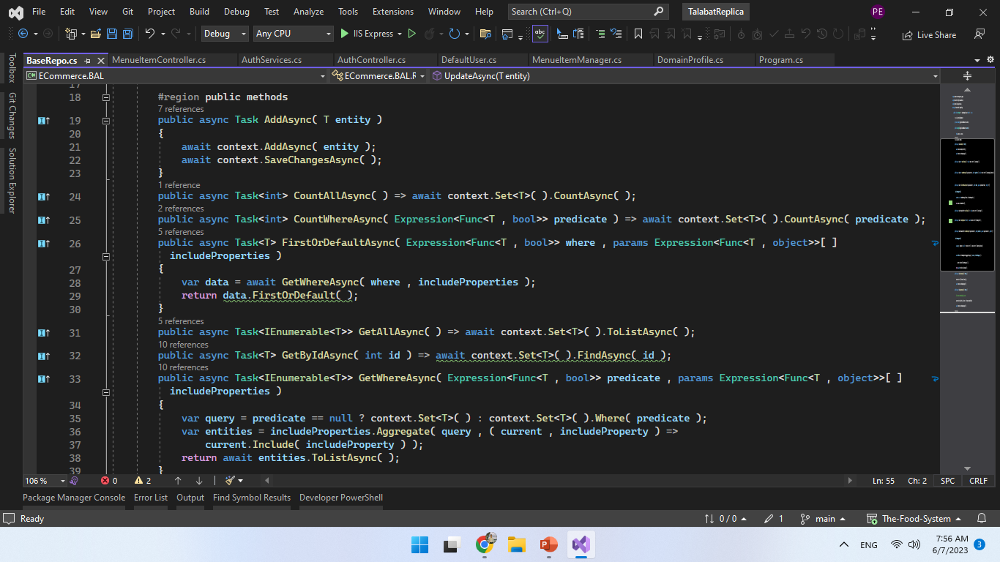 File Edit View Git Project Build Debug Test Analyze Tools Extensions Window Help Search (Ctrl+Q) TalabatReplica PE
Debug Any CPU IIS Express abc Live Share
BaseRepo.cs MenueItemController.cs AuthServices.cs AuthController.cs DefaultUser.cs MenueItemManager.cs DomainProfile.cs Program.cs
C# ECommerce.BAL ECommerce.BAL.R UpdateAsync(T entity)
Toolbox
Git Changes
Solution Explorer
17
18 #region public methods
7 references
19 public async Task AddAsync( T entity )
20 {
21 await context.AddAsync( entity );
22 await context.SaveChangesAsync( );
23 }
1 reference
24 public async Task<int> CountAllAsync( ) => await context.Set<T>( ).CountAsync( );
2 references
25 public async Task<int> CountWhereAsync( Expression<Func<T , bool>> predicate ) => await context.Set<T>( ).CountAsync( predicate );
5 references
26 public async Task<T> FirstOrDefaultAsync( Expression<Func<T , bool>> where , params Expression<Func<T , object>>[ ]
includeProperties )
27 {
28 var data = await GetWhereAsync( where , includeProperties );
29 return data.FirstOrDefault( );
30 }
5 references
31 public async Task<IEnumerable<T>> GetAllAsync( ) => await context.Set<T>( ).ToListAsync( );
10 references
32 public async Task<T> GetByIdAsync( int id ) => await context.Set<T>( ).FindAsync( id );
10 references
33 public async Task<IEnumerable<T>> GetWhereAsync( Expression<Func<T , bool>> predicate , params Expression<Func<T , object>>[ ]
includeProperties )
34 {
35 var query = predicate == null ? context.Set<T>( ) : context.Set<T>( ).Where( predicate );
36 var entities = includeProperties.Aggregate( query , ( current , includeProperty ) =>
37 current.Include( includeProperty ) );
38 return await entities.ToListAsync( );
39 }
106 % 0 2 Ln: 55 Ch: 2 SPC CRLF
Package Manager Console Error List Output Find Symbol Results Developer PowerShell
Ready 0 / 0 1 main The-Food-System
ENG 7:56 AM 3
6/7/2023